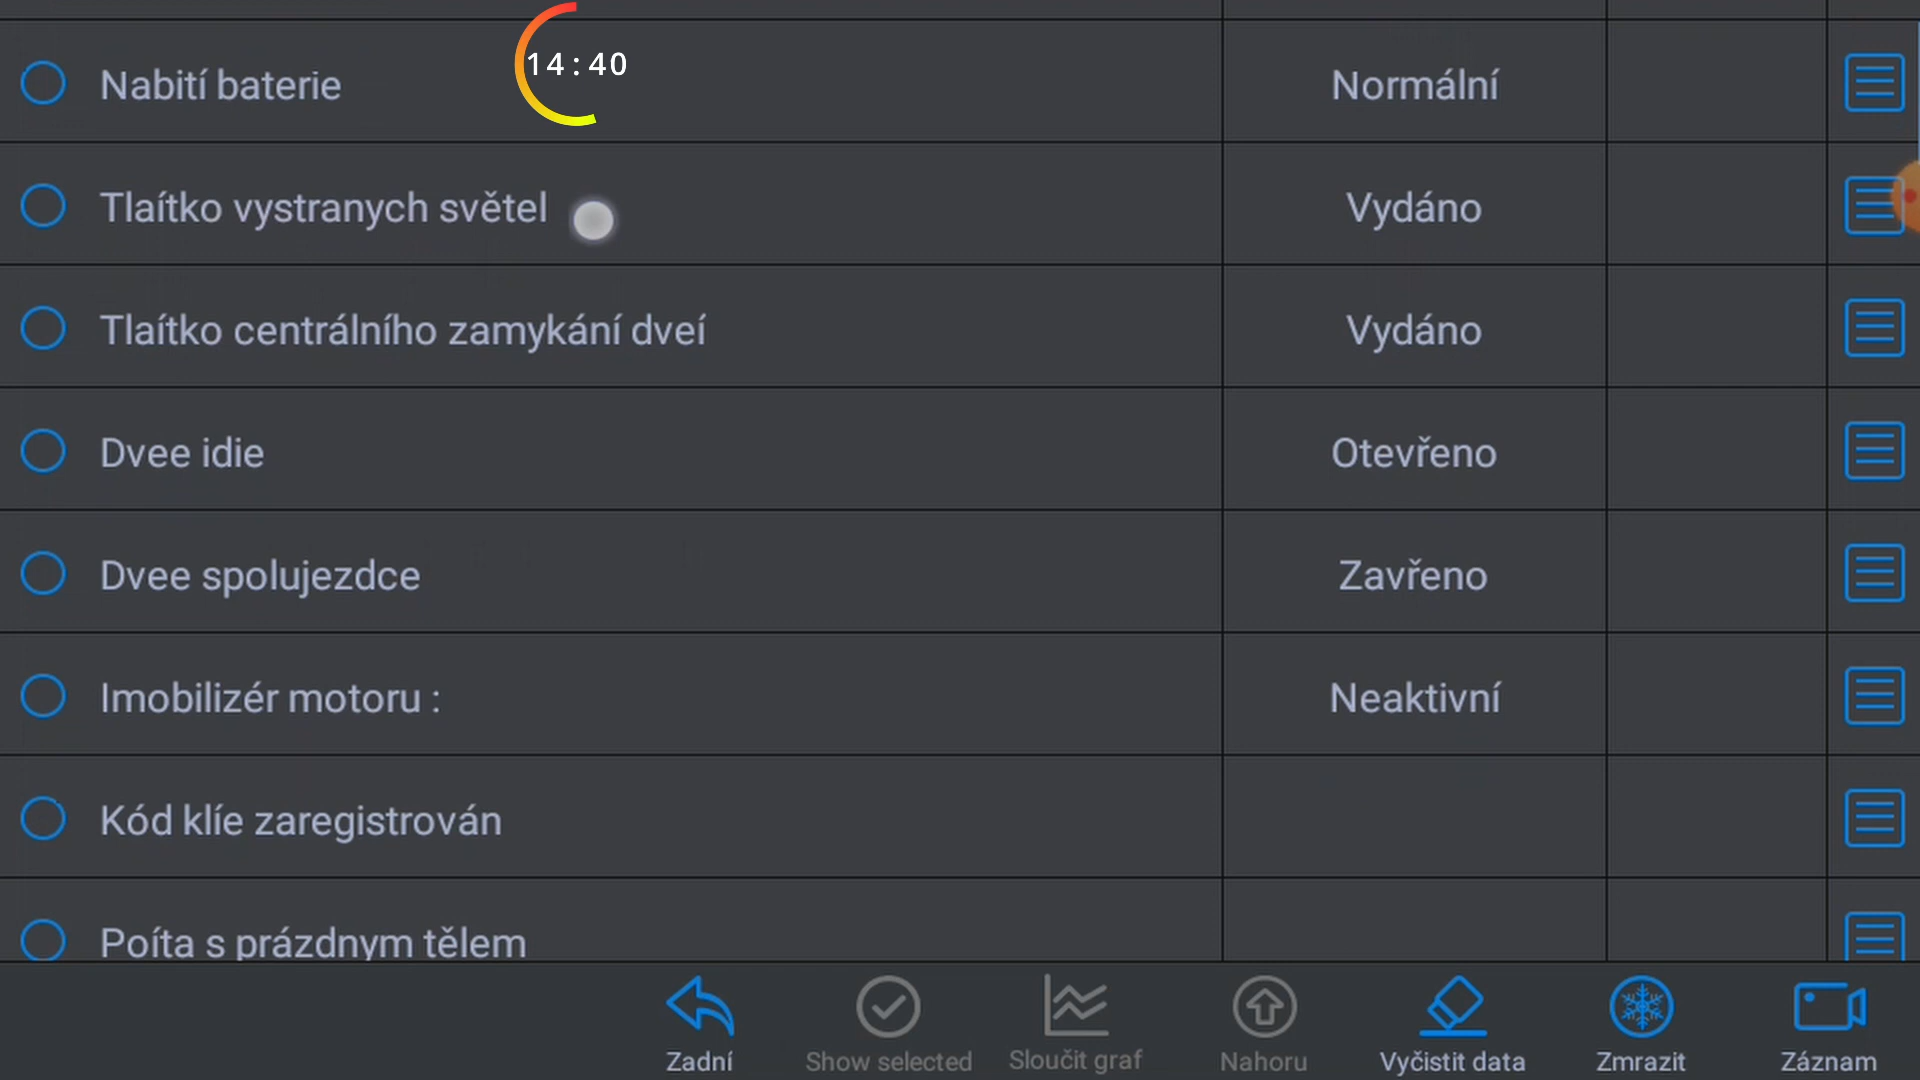 14:40
Nabití baterie Normální
Tlaítko vystranych světel Vydáno
Tlaítko centrálního zamykání dveí Vydáno
Dvee idie Otevřeno
Dvee spolujezdce Zavřeno
Imobilizér motoru : Neaktivní
Kód klíe zaregistrován
Poíta s prázdnym tělem
Zadní Show selected Sloučit graf Nahoru Vyčistit data Zmrazit Záznam